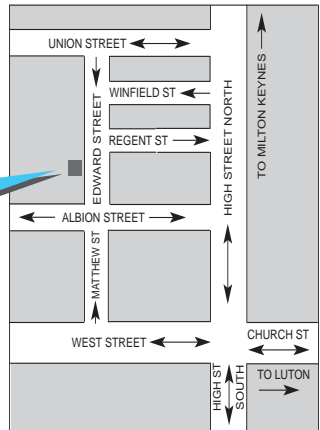 UNION STREET
WINFIELD ST
REGENT ST
EDWARD STREET
HIGH STREET NORTH
TO MILTON KEYNES
ALBION STREET
MATTHEW ST
WEST STREET
CHURCH ST
HIGH ST
SOUTH
TO LUTON